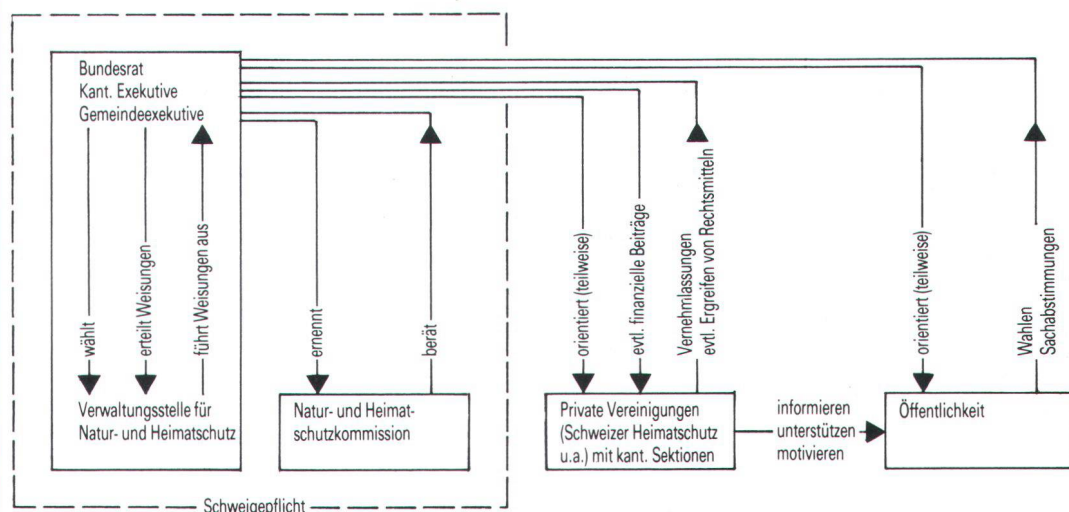 Bundesrat
Kant. Exekutive
Gemeindeexekutive
wählt
erteilt Weisungen
führt Weisungen aus
ernennt
berät
orientiert (teilweise)
evtl. finanzielle Beiträge
Vernehmlassungen
evtl. Ergreifen von Rechtsmitteln
orientiert (teilweise)
Wahlen
Sachabstimmungen
Verwaltungsstelle für
Natur- und Heimatschutz
Natur- und Heimat-
schutzkommission
Private Vereinigungen
(Schweizer Heimatschutz
u.a.) mit kant. Sektionen
informieren
unterstützen
motivieren
Öffentlichkeit
Schweigepflicht